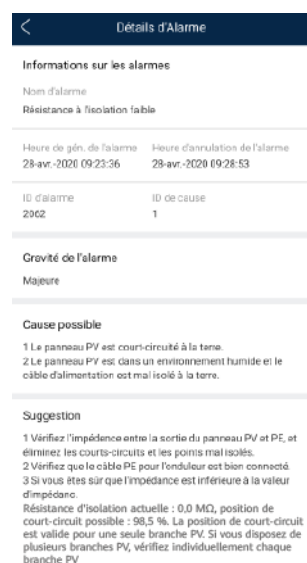 Détails d'Alarme
Informations sur les alarmes
Nom d'alarme
Résistance à l'isolation faible
Heure de gén. de l'alarme Heure d'annulation de l'alarme
28-avr.-2020 09:23:36 28-avr.-2020 09:28:53
ID d'alarme ID de cause
2062 1
Gravité de l'alarme
Majeure
Cause possible
1 Le panneau PV est court-circuité à la terre.
2 Le panneau PV est dans un environnement humide et le
câble d'alimentation est mal isolé à la terre.
Suggestion
1 Vérifiez l'impédence entre la sortie du panneau PV et PE, et
éliminez les courts-circuits et les points mal isolés.
2 Vérifiez que le câble PE pour l'onduleur est bien connecté.
3 Si vous êtes sûr que l'impédance est inférieure à la valeur
d'impédanc.
Résistance d'isolation actuelle : 0,0 MΩ, position de
court-circuit possible : 98,5 %. La position de court-circuit
est valide pour une seule branche PV. Si vous disposez de
plusieurs branches PV, vérifiez individuellement chaque
branche PV